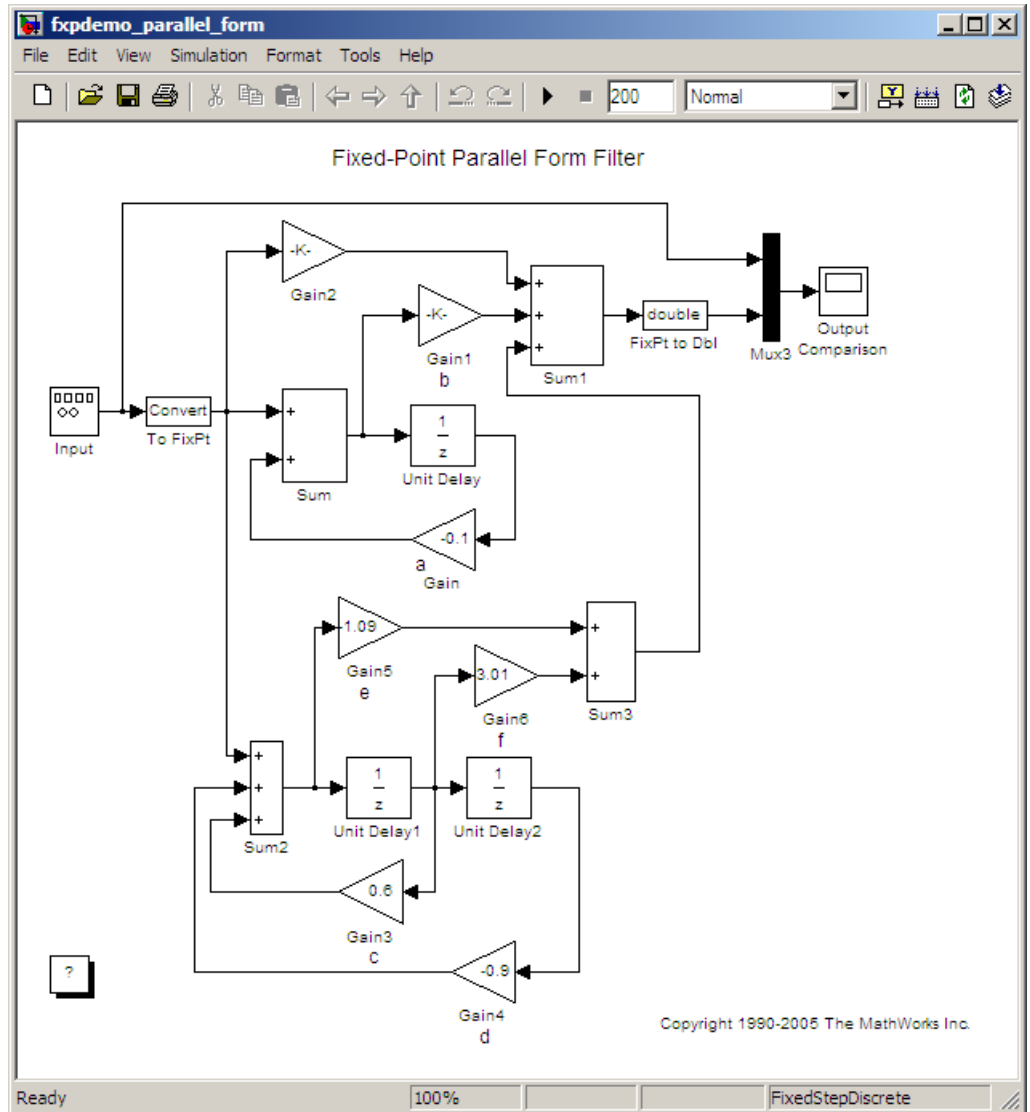 fxpdemo_parallel_form
File Edit View Simulation Format Tools Help
200 Normal
Fixed-Point Parallel Form Filter
-K-
Gain2
-K-
Gain1
b
+
+
+
Sum1
double
FixPt to Dbl
Mux3
Output
Comparison
Input
Convert
To FixPt
+
+
Sum
1
z
Unit Delay
-0.1
a
Gain
-1.09
Gain5
e
3.01
Gain6
f
+
+
Sum3
+
+
+
Sum2
1
z
Unit Delay1
1
z
Unit Delay2
0.6
Gain3
c
-0.9
Gain4
d
?
Copyright 1990-2005 The MathWorks Inc.
Ready 100% FixedStepDiscrete